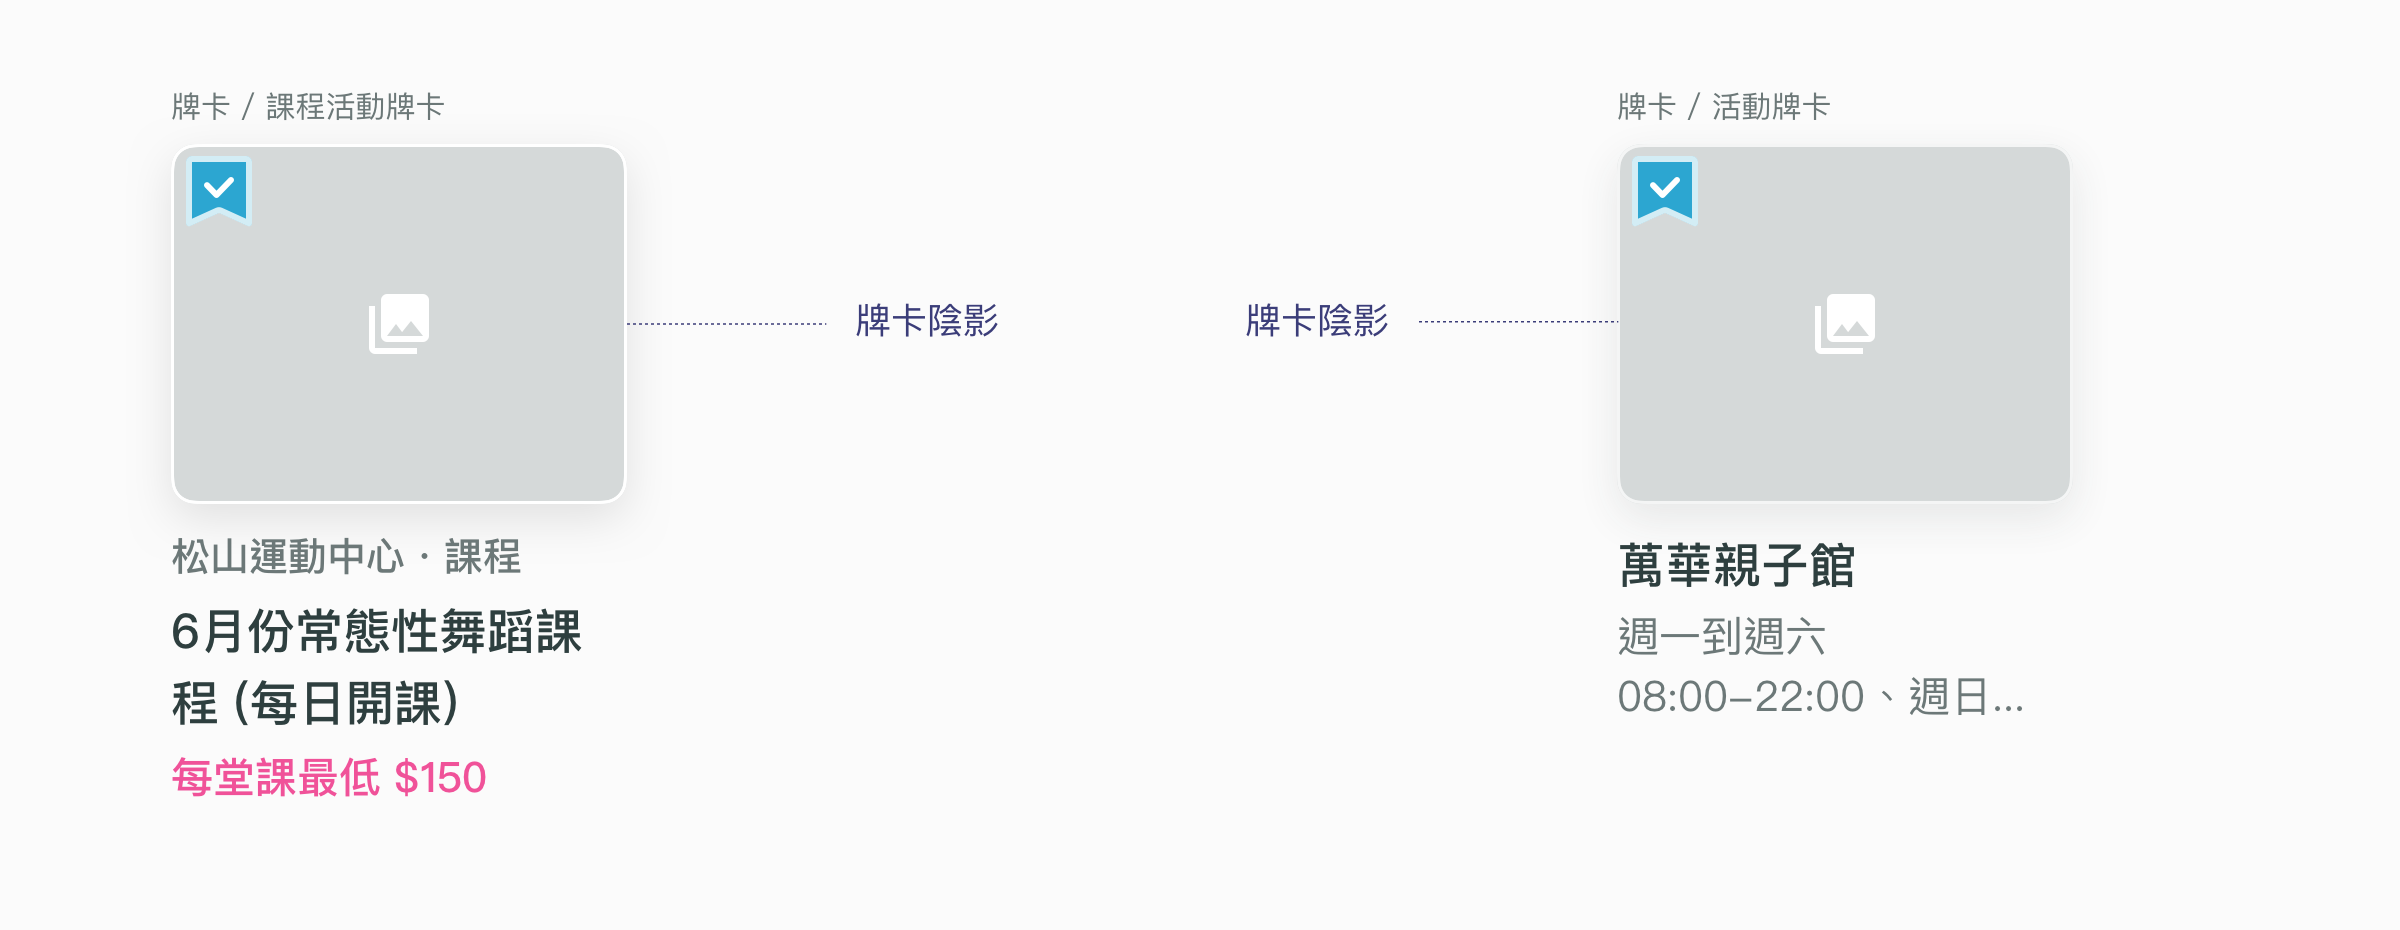 牌卡 / 課程活動牌卡
牌卡陰影
松山運動中心 · 課程
6月份常態性舞蹈課
程 (每日開課)
每堂課最低 $150
牌卡 / 活動牌卡
牌卡陰影
萬華親子館
週一到週六
08:00–22:00、週日...